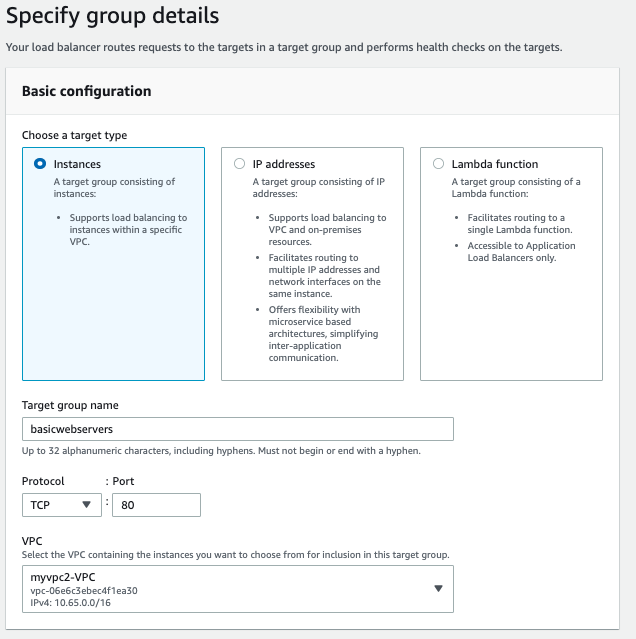 Specify group details
Your load balancer routes requests to the targets in a target group and performs health checks on the targets.
Basic configuration
Choose a target type
Instances
A target group consisting of
instances:
• Supports load balancing to
instances within a specific
VPC.
IP addresses
A target group consisting of IP
addresses:
• Supports load balancing to
VPC and on-premises
resources.
• Facilitates routing to
multiple IP addresses and
network interfaces on the
same instance.
• Offers flexibility with
microservice based
architectures, simplifying
inter-application
communication.
Lambda function
A target group consisting of a
Lambda function:
• Facilitates routing to a
single Lambda function.
• Accessible to Application
Load Balancers only.
Target group name
basicwebservers
Up to 32 alphanumeric characters, including hyphens. Must not begin or end with a hyphen.
Protocol : Port
TCP : 80
VPC
Select the VPC containing the instances you want to choose from for inclusion in this target group.
myvpc2-VPC
vpc-06e6c3ebec4f1ea30
IPv4: 10.65.0.0/16